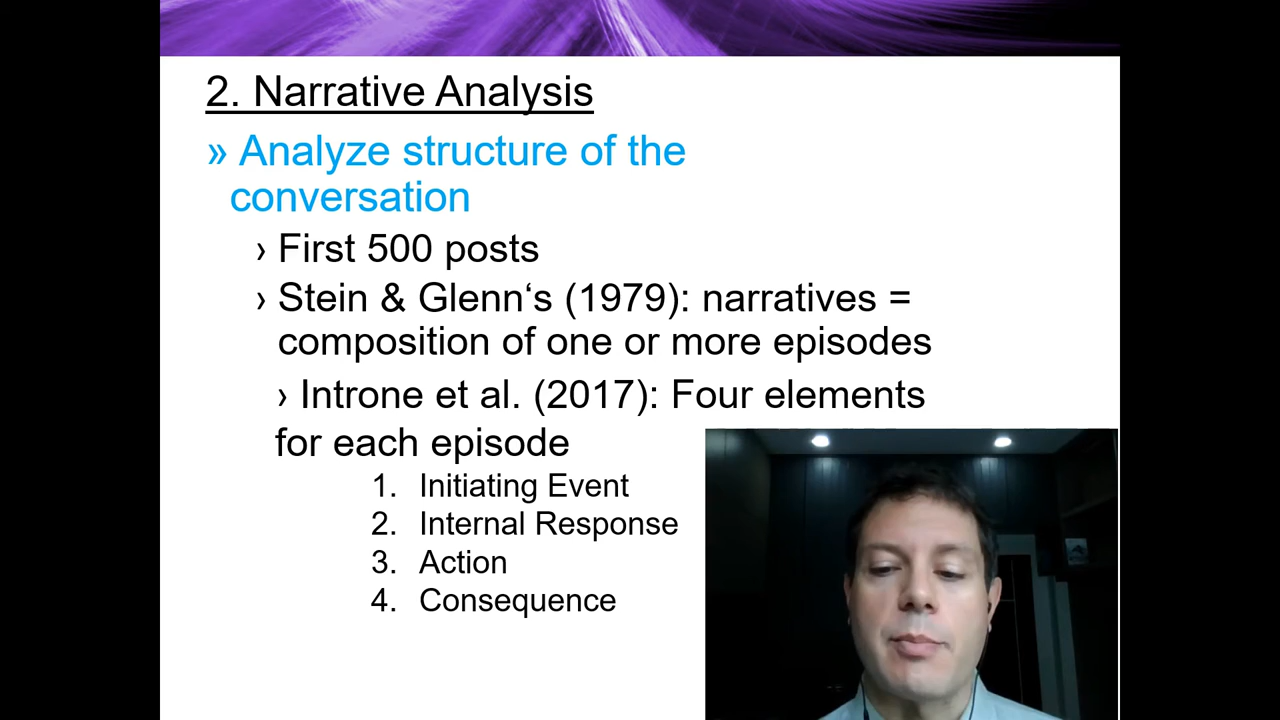 2. Narrative Analysis
» Analyze structure of the
conversation
› First 500 posts
› Stein & Glenn‘s (1979): narratives =
composition of one or more episodes
› Introne et al. (2017): Four elements
for each episode
1. Initiating Event
2. Internal Response
3. Action
4. Consequence